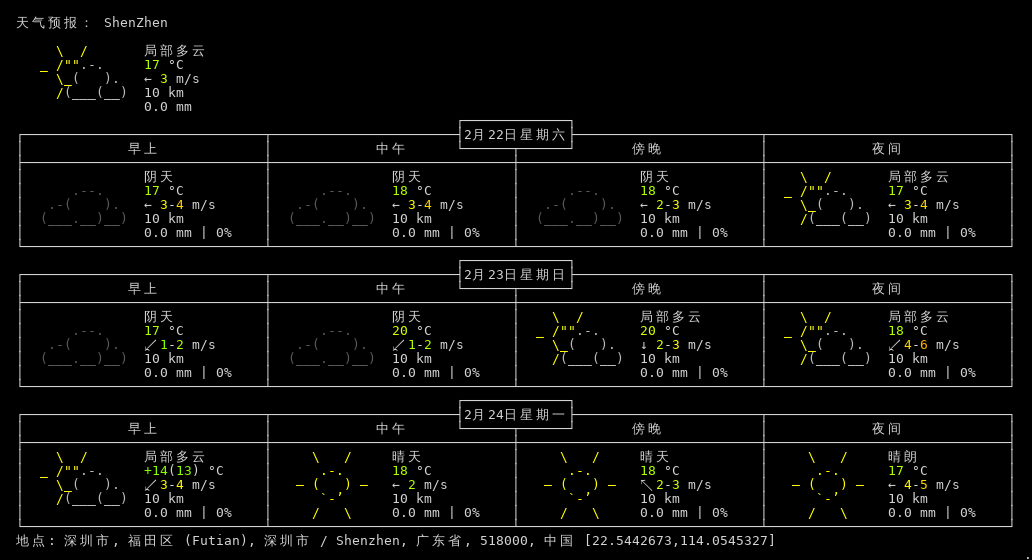 天气预报： ShenZhen
局部多云
17 °C
← 3 m/s
10 km
0.0 mm
2月22日星期六
早上 中午 傍晚 夜间
阴天 阴天 阴天 局部多云
17 °C 18 °C 18 °C 17 °C
← 3-4 m/s ← 3-4 m/s ← 2-3 m/s ← 3-4 m/s
10 km 10 km 10 km 10 km
0.0 mm | 0% 0.0 mm | 0% 0.0 mm | 0% 0.0 mm | 0%
2月23日星期日
早上 中午 傍晚 夜间
阴天 阴天 局部多云 局部多云
17 °C 20 °C 20 °C 18 °C
↙ 1-2 m/s ↙ 1-2 m/s ↓ 2-3 m/s ↙ 4-6 m/s
10 km 10 km 10 km 10 km
0.0 mm | 0% 0.0 mm | 0% 0.0 mm | 0% 0.0 mm | 0%
2月24日星期一
早上 中午 傍晚 夜间
局部多云 晴天 晴天 晴朗
+14(13) °C 18 °C 18 °C 17 °C
↙ 3-4 m/s ← 2 m/s ↖ 2-3 m/s ← 4-5 m/s
10 km 10 km 10 km 10 km
0.0 mm | 0% 0.0 mm | 0% 0.0 mm | 0% 0.0 mm | 0%
地点: 深圳市, 福田区 (Futian), 深圳市 / Shenzhen, 广东省, 518000, 中国 [22.5442673,114.0545327]